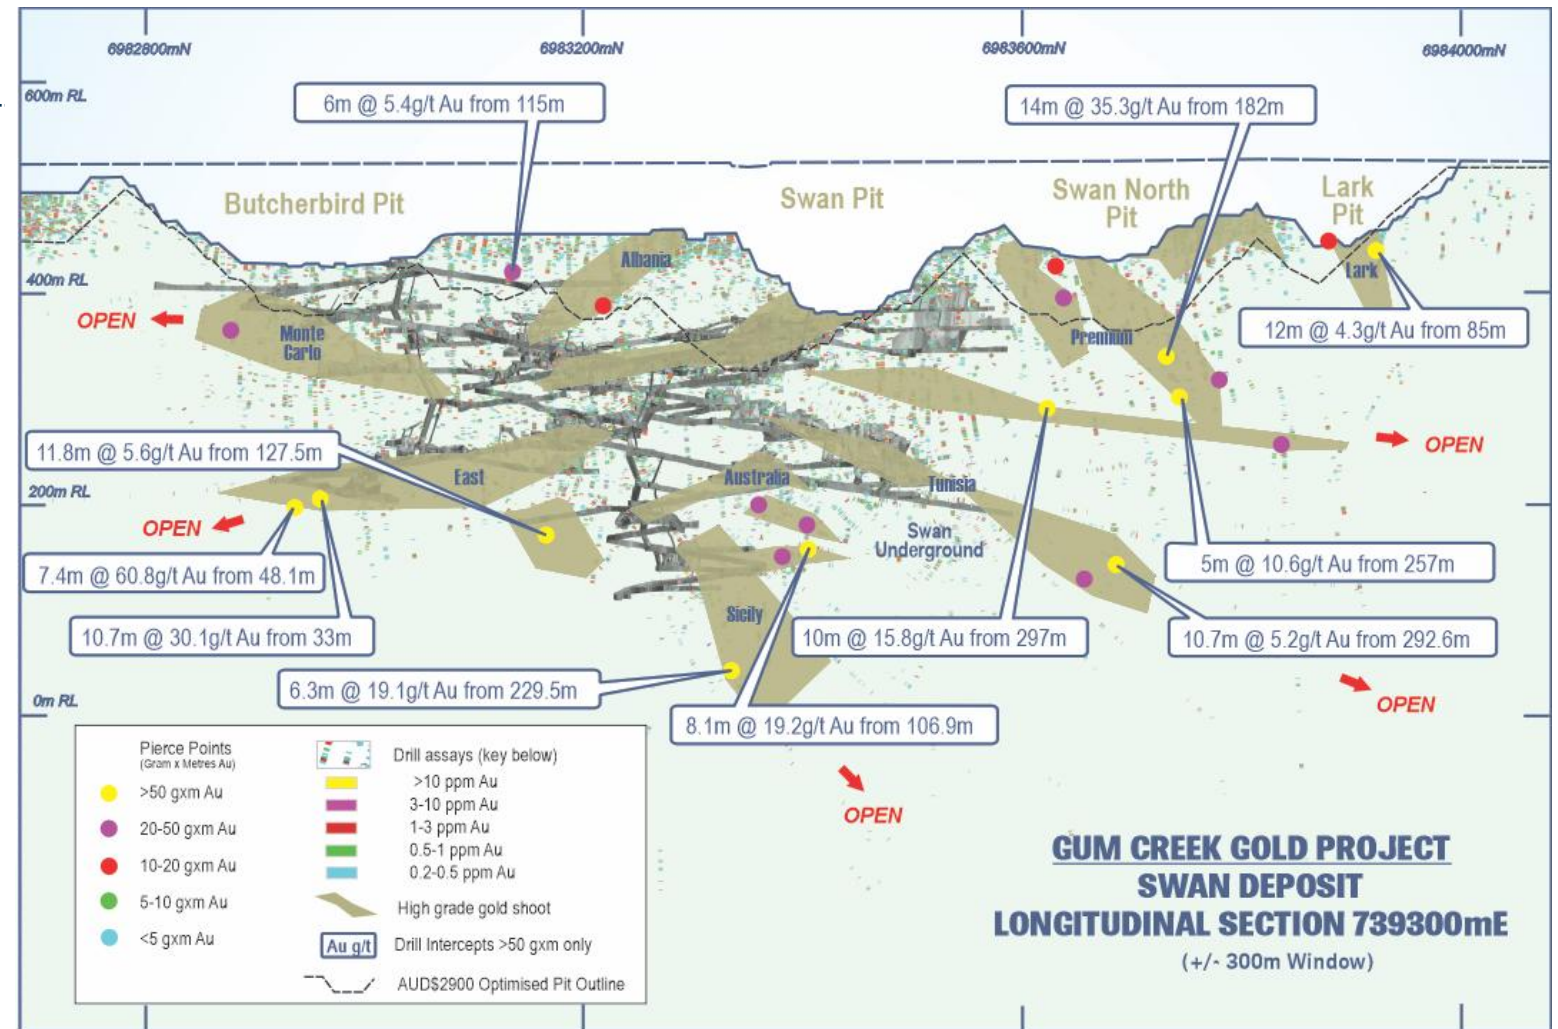 6982800mN
6983200mN
6983600mN
6984000mN
600m RL
6m @ 5.4g/t Au from 115m
14m @ 35.3g/t Au from 182m
Butcherbird Pit
Swan Pit
Swan North
Pit
Lark
Pit
Albania
Lark
400m RL
OPEN
Monte
Carlo
Premium
12m @ 4.3g/t Au from 85m
11.8m @ 5.6g/t Au from 127.5m
OPEN
East
Australia
Tunisia
200m RL
OPEN
Swan
Underground
7.4m @ 60.8g/t Au from 48.1m
5m @ 10.6g/t Au from 257m
Sicily
10.7m @ 30.1g/t Au from 33m
10m @ 15.8g/t Au from 297m
10.7m @ 5.2g/t Au from 292.6m
6.3m @ 19.1g/t Au from 229.5m
0m RL
OPEN
8.1m @ 19.2g/t Au from 106.9m
OPEN
Pierce Points
(Gram x Metres Au)
>50 gxm Au
20-50 gxm Au
10-20 gxm Au
5-10 gxm Au
<5 gxm Au
Drill assays (key below)
>10 ppm Au
3-10 ppm Au
1-3 ppm Au
0.5-1 ppm Au
0.2-0.5 ppm Au
High grade gold shoot
Au g/t Drill Intercepts >50 gxm only
AUD$2900 Optimised Pit Outline
GUM CREEK GOLD PROJECT
SWAN DEPOSIT
LONGITUDINAL SECTION 739300mE
(+/- 300m Window)